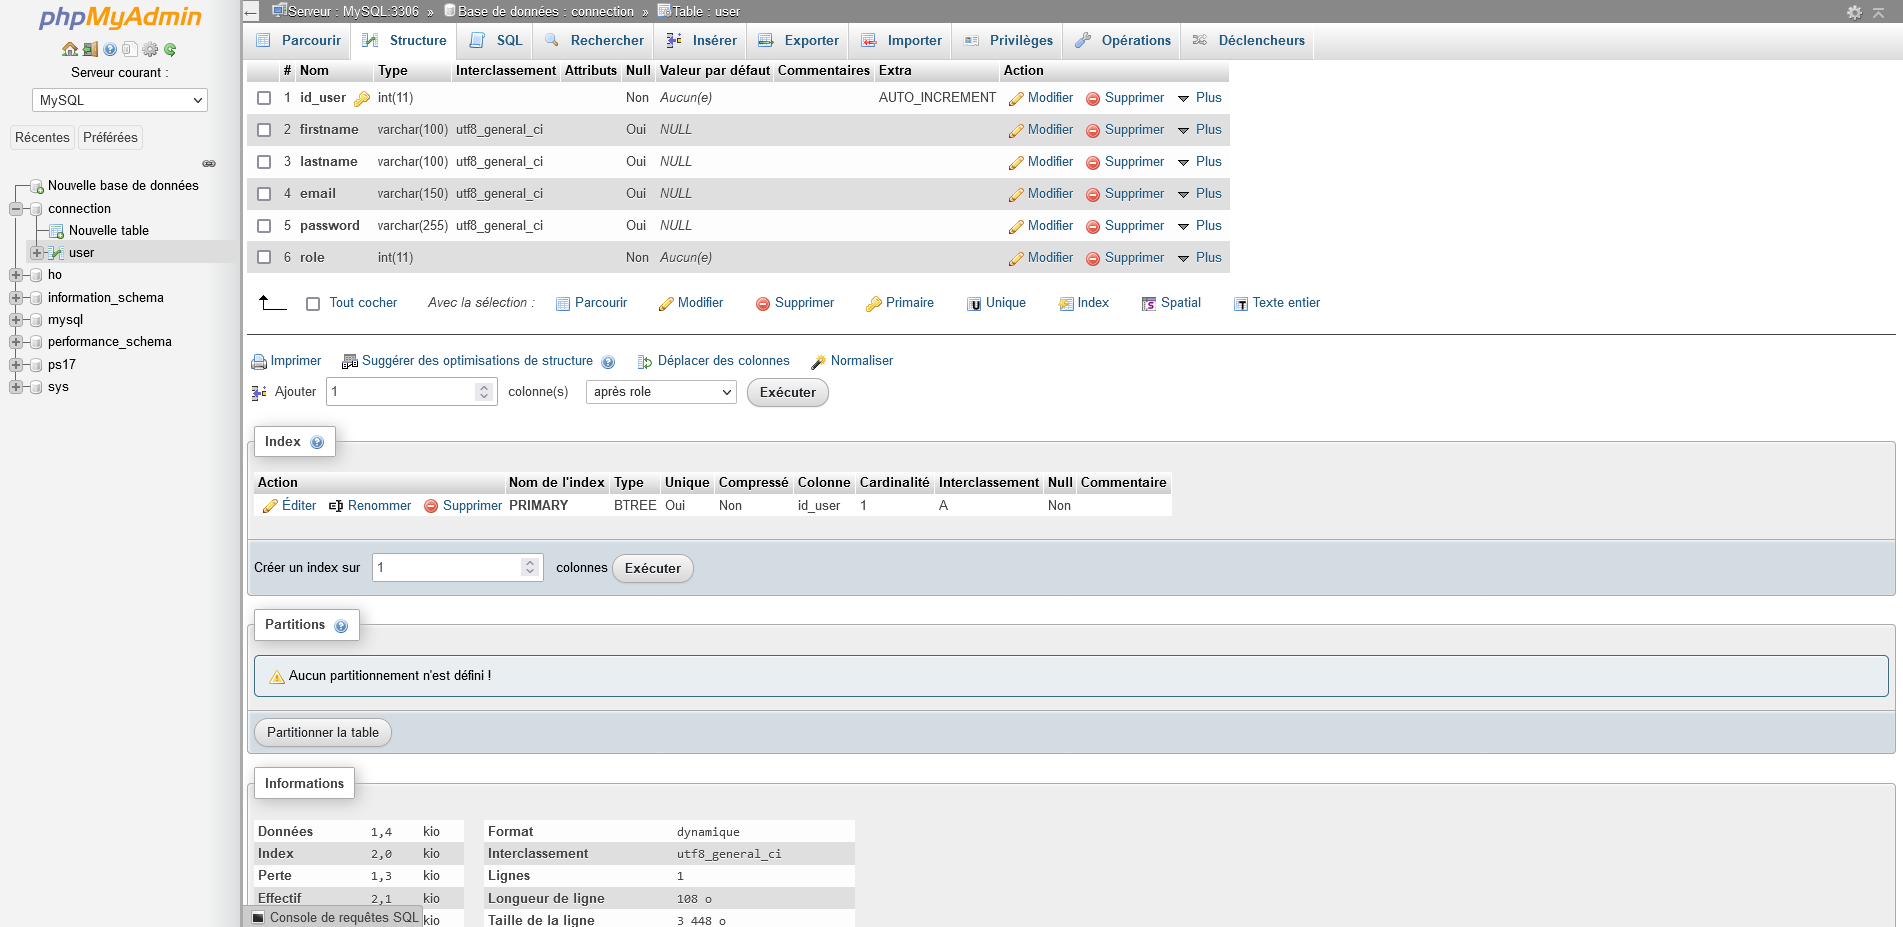 phpMyAdmin
Serveur courant :
MySQL
Récentes Préférées
Nouvelle base de données
connection
Nouvelle table
user
ho
information_schema
mysql
performance_schema
ps17
sys
Serveur : MySQL:3306 » Base de données : connection » Table : user
Parcourir Structure SQL Rechercher Insérer Exporter Importer Privilèges Opérations Déclencheurs
# Nom Type Interclassement Attributs Null Valeur par défaut Commentaires Extra Action
1 id_user int(11) Non Aucun(e) AUTO_INCREMENT Modifier Supprimer Plus
2 firstname varchar(100) utf8_general_ci Oui NULL Modifier Supprimer Plus
3 lastname varchar(100) utf8_general_ci Oui NULL Modifier Supprimer Plus
4 email varchar(150) utf8_general_ci Oui NULL Modifier Supprimer Plus
5 password varchar(255) utf8_general_ci Oui NULL Modifier Supprimer Plus
6 role int(11) Non Aucun(e) Modifier Supprimer Plus
Tout cocher Avec la sélection : Parcourir Modifier Supprimer Primaire Unique Index Spatial Texte entier
Imprimer Suggérer des optimisations de structure Déplacer des colonnes Normaliser
Ajouter 1 colonne(s) après role Exécuter
Index
Action Nom de l'index Type Unique Compressé Colonne Cardinalité Interclassement Null Commentaire
Éditer Renommer Supprimer PRIMARY BTREE Oui Non id_user 1 A Non
Créer un index sur 1 colonnes Exécuter
Partitions
Aucun partitionnement n'est défini !
Partitionner la table
Informations
Données 1,4 kio Format dynamique
Index 2,0 kio Interclassement utf8_general_ci
Perte 1,3 kio Lignes 1
Effectif 2,1 kio Longueur de ligne 108 o
Console de requêtes SQL kio Taille de la ligne 3 448 o